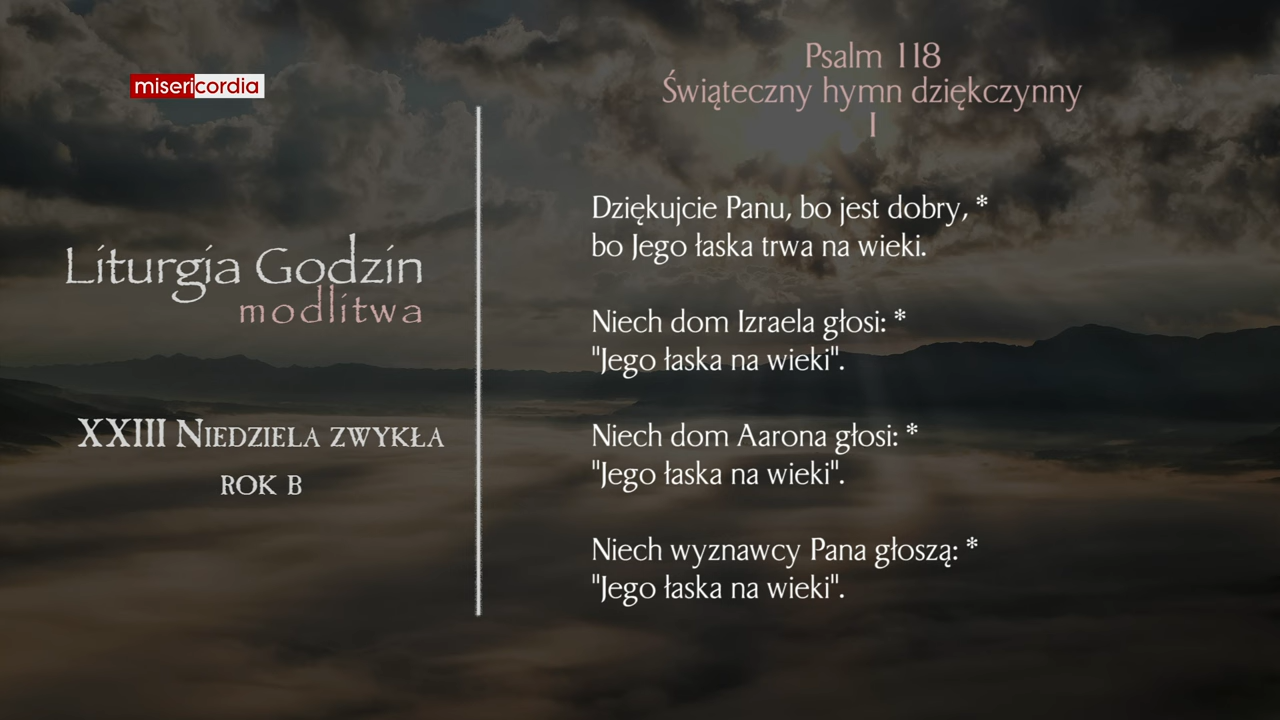 misericordia
Liturgia Godzin
modlitwa
XXIII Niedziela zwykła
rok B
Psalm 118
Świąteczny hymn dziękczynny
I
Dziękujcie Panu, bo jest dobry, *
bo Jego łaska trwa na wieki.
Niech dom Izraela głosi: *
"Jego łaska na wieki".
Niech dom Aarona głosi: *
"Jego łaska na wieki".
Niech wyznawcy Pana głoszą: *
"Jego łaska na wieki".